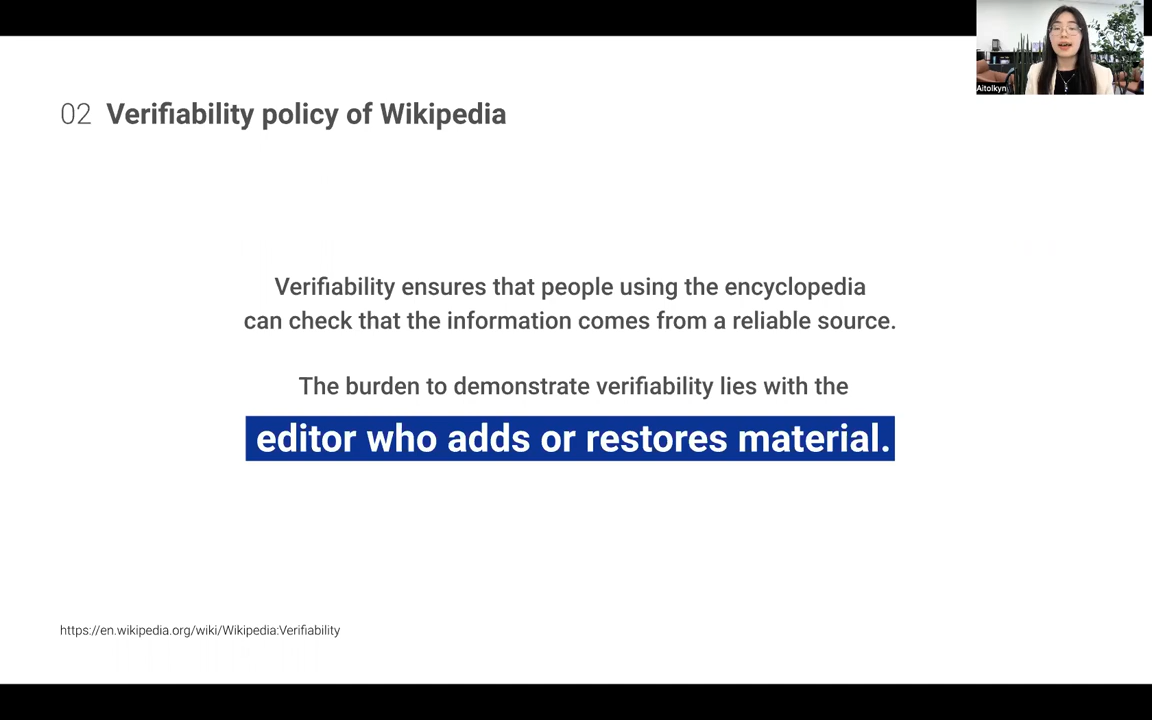 Aitolkyn
02 Verifiability policy of Wikipedia
Verifiability ensures that people using the encyclopedia
can check that the information comes from a reliable source.
The burden to demonstrate verifiability lies with the
editor who adds or restores material.
https://en.wikipedia.org/wiki/Wikipedia:Verifiability